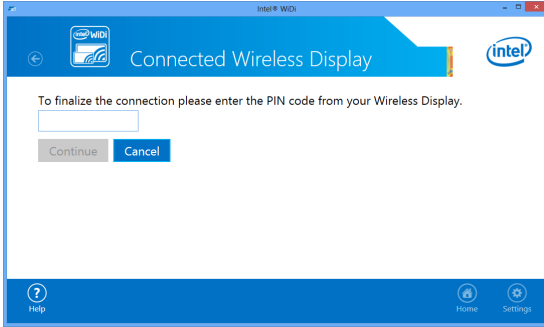 Intel® WiDi
intel WiDi
Connected Wireless Display
intel
To finalize the connection please enter the PIN code from your Wireless Display.
Continue
Cancel
?
Help
Home
Settings